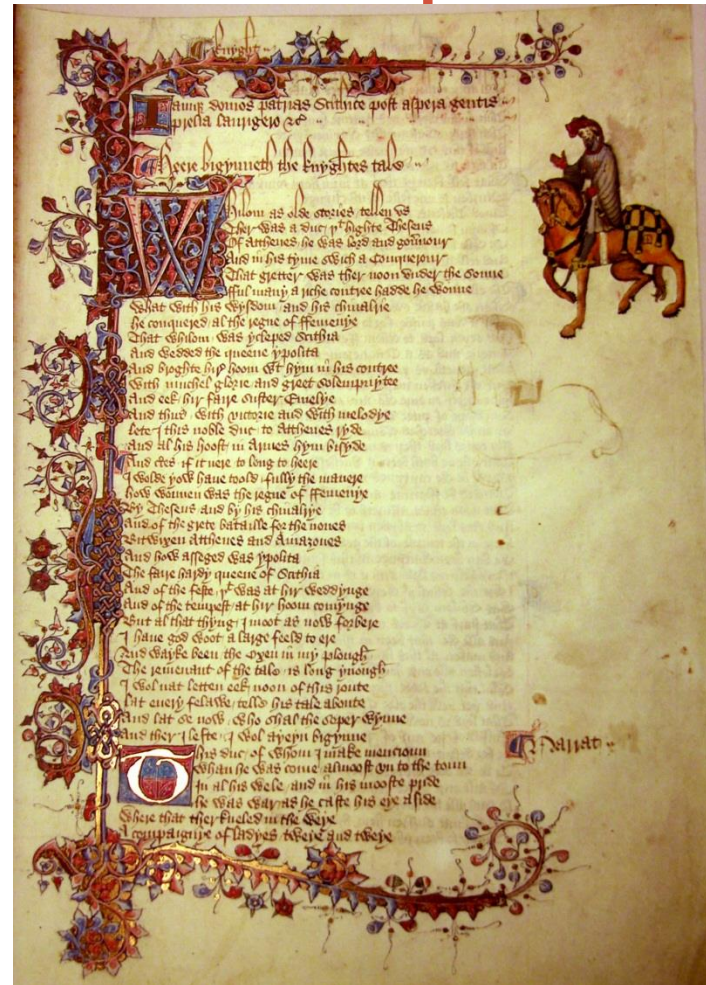 Knyght
Iamque domos patrias Scithice post aspera gentis
prelia laurigero &c
Heere bigynneth the knyghtes tale
Whilom as olde stories tellen vs
Ther was a duc þt highte Theseus
Of Atthenes he was lord and gouernour
And in his tyme swich a Conquerour
That gretter was ther noon vnder the sonne
fful many a riche contree hadde he wonne
What with his wysdom and his chiualrie
he conquered al the regne of ffemenye
That whilom was ycleped Scithia
And wedded the queene ypolita
And broghte hir hoom wt hym in his contree
With muchel glorie and greet solempnytee
And eek hir faire suster Emelye
And thus with victorie and with melodye
lete I this noble duc to Atthenes ryde
And al his hoost in Armes hym bisyde
And certes if it nere to long to heere
I wolde yow haue toold fully the manere
how wonnen was the regne of ffemenye
By Theseus and by his chiualrye
And of the grete bataille for the nones
Bitwixen Atthenes and Amazones
And how asseged was ypolita
The faire hardy queene of Scithia
And of the feste þt was at hir weddynge
And of the tempest at hir hoom comynge
But al that thyng I moot as now forbere
I haue god woot a large feeld to ere
And wayke been the Oxen in my plough
The remenant of the tale is long ynough
I wol nat letten eek noon of this route
lat euery felawe telle his tale aboute
And lat se now who shal the soper wynne
And ther I lefte I wol ayeyn bigynne
This duc of whom I make mencioun
Whan he was come almoost vn to the toun
In al his wele and in his mooste pride
he was war as he caste his eye aside
Where that ther kneled in the weye
A compaignye of ladyes tweye and tweye
Narrat